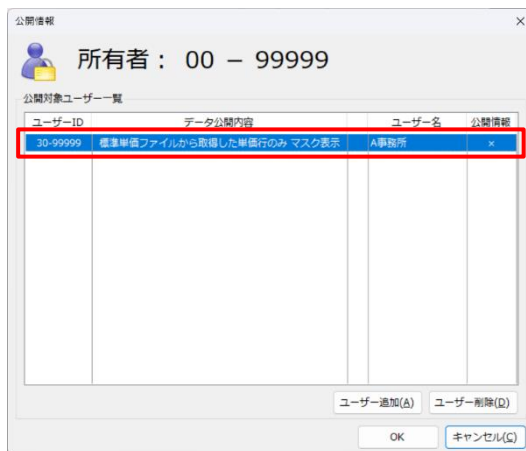 公開情報
×
所有者： 00 － 99999
公開対象ユーザー一覧
ユーザーID データ公開内容 ユーザー名 公開情報
30-99999 標準単価ファイルから取得した単価行のみ マスク表示 A事務所 ×
ユーザー追加(A) ユーザー削除(D)
OK キャンセル(C)